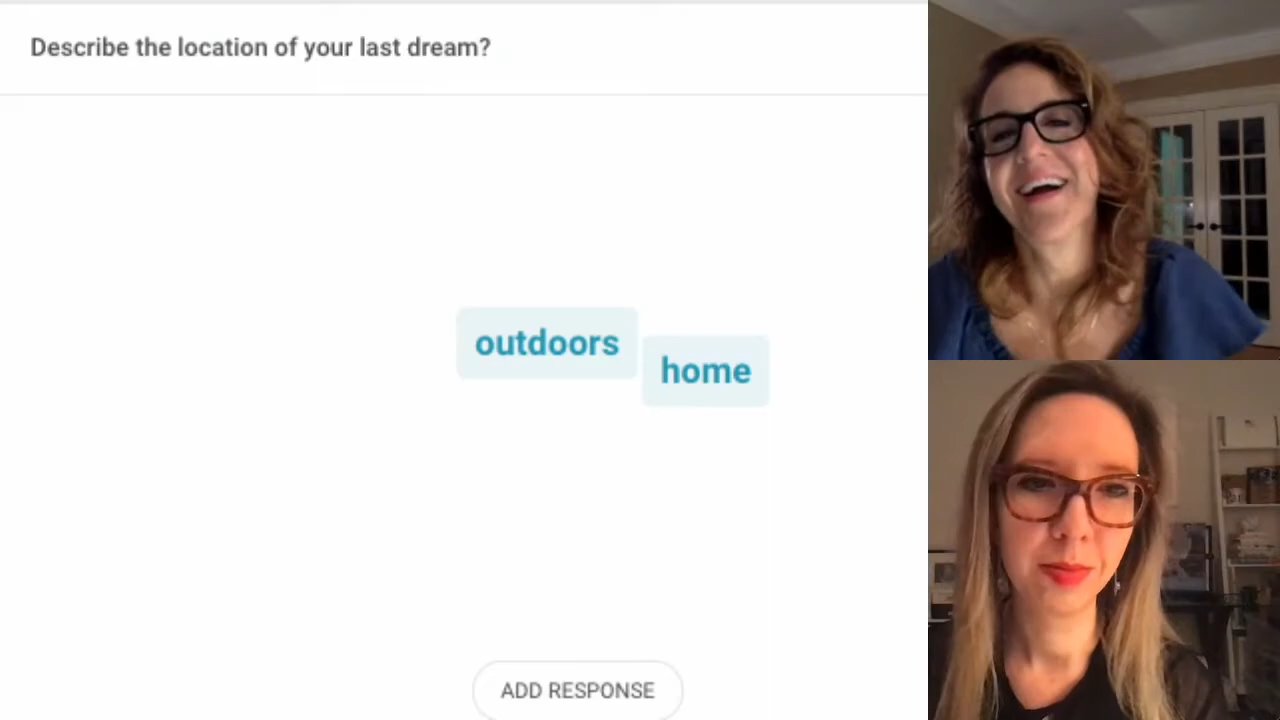 Describe the location of your last dream?
outdoors
home
ADD RESPONSE